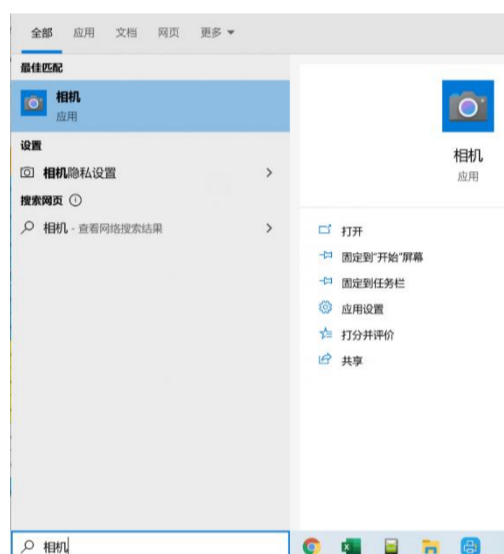 全部 应用 文档 网页 更多
最佳匹配
相机
应用
设置
相机隐私设置
搜索网页
相机 - 查看网络搜索结果
相机
应用
打开
固定到"开始"屏幕
固定到任务栏
应用设置
打分并评价
共享
相机